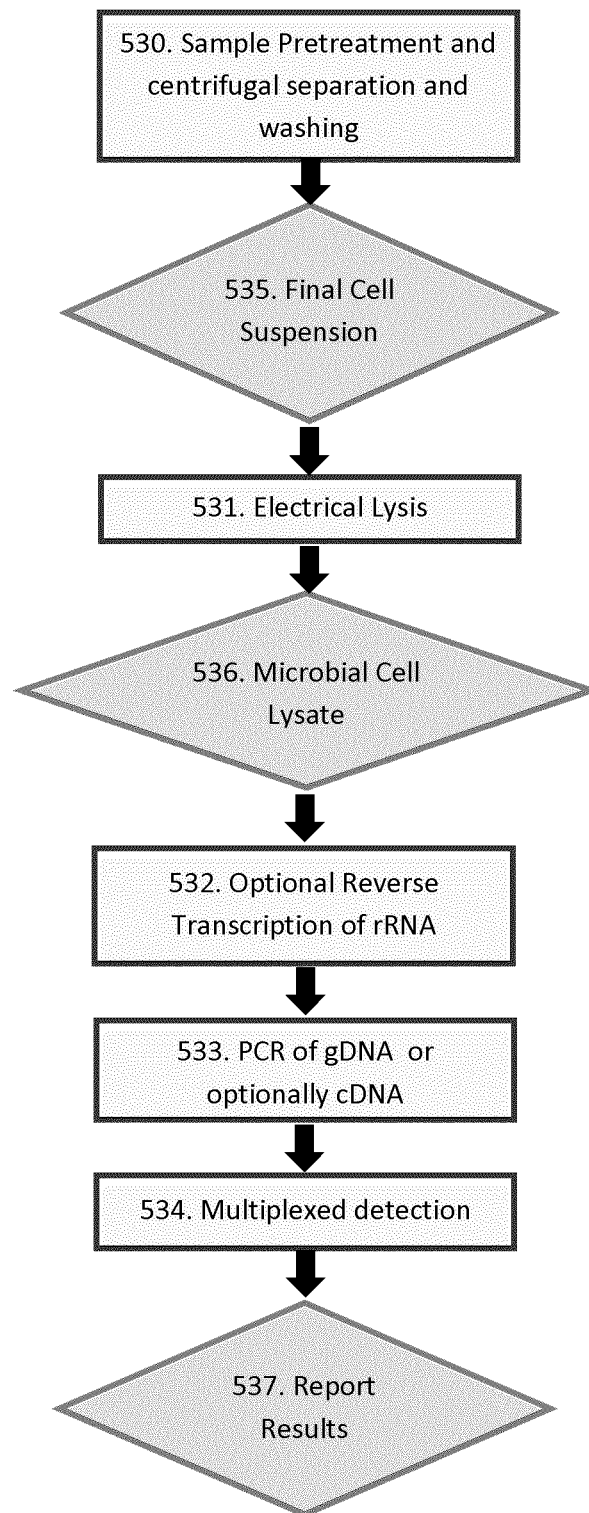 530. Sample Pretreatment and
centrifugal separation and
washing
535. Final Cell
Suspension
531. Electrical Lysis
536. Microbial Cell
Lysate
532. Optional Reverse
Transcription of rRNA
533. PCR of gDNA or
optionally cDNA
534. Multiplexed detection
537. Report
Results